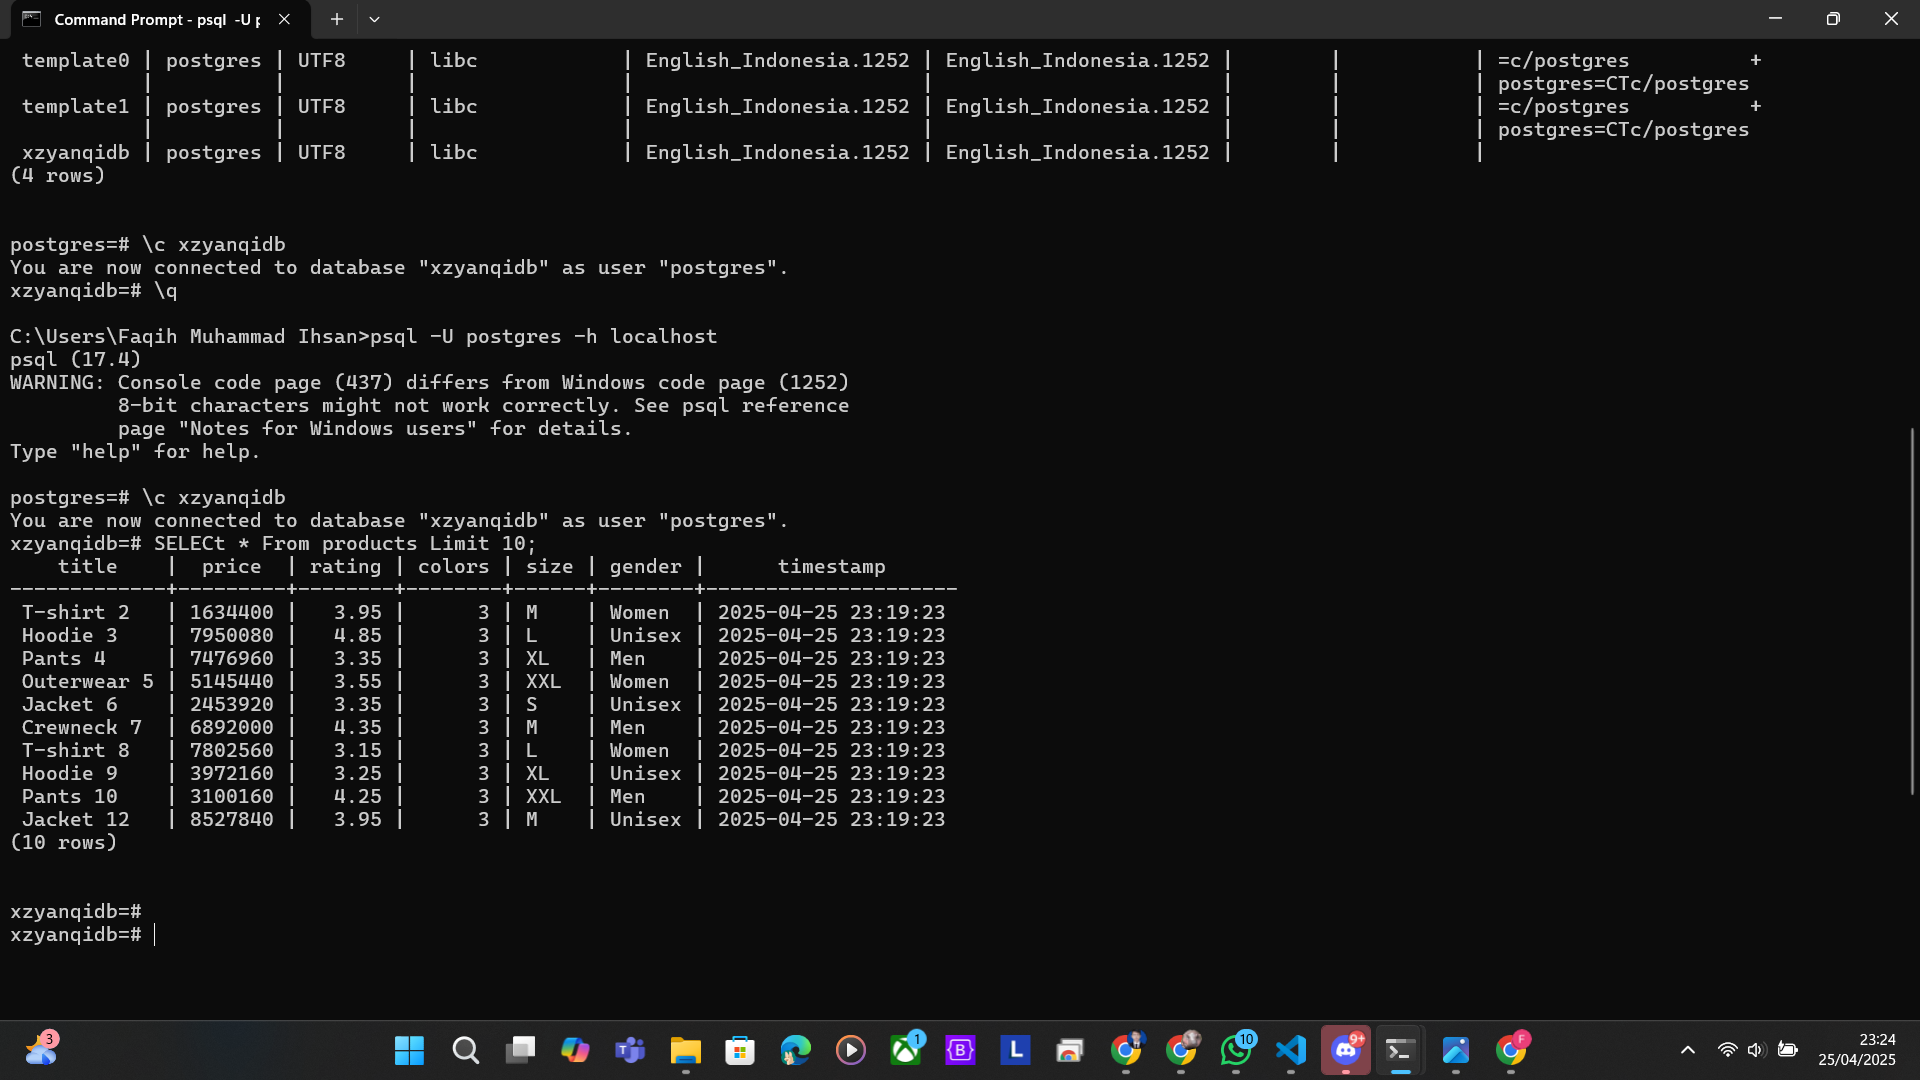 Command Prompt - psql  -U p
 template0 | postgres | UTF8     | libc            | English_Indonesia.1252 | English_Indonesia.1252 |        |           | =c/postgres          +
           |          |          |                 |                        |                        |        |           | postgres=CTc/postgres
 template1 | postgres | UTF8     | libc            | English_Indonesia.1252 | English_Indonesia.1252 |        |           | =c/postgres          +
           |          |          |                 |                        |                        |        |           | postgres=CTc/postgres
 xzyanqidb | postgres | UTF8     | libc            | English_Indonesia.1252 | English_Indonesia.1252 |        |           |
(4 rows)
postgres=# \c xzyanqidb
You are now connected to database "xzyanqidb" as user "postgres".
xzyanqidb=# \q
C:\Users\Faqih Muhammad Ihsan>psql -U postgres -h localhost
psql (17.4)
WARNING: Console code page (437) differs from Windows code page (1252)
         8-bit characters might not work correctly. See psql reference
         page "Notes for Windows users" for details.
Type "help" for help.
postgres=# \c xzyanqidb
You are now connected to database "xzyanqidb" as user "postgres".
xzyanqidb=# SELECt * From products Limit 10;
    title    |  price  | rating | colors | size | gender |      timestamp
-------------+---------+--------+--------+------+--------+---------------------
 T-shirt 2   | 1634400 |   3.95 |      3 | M    | Women  | 2025-04-25 23:19:23
 Hoodie 3    | 7950080 |   4.85 |      3 | L    | Unisex | 2025-04-25 23:19:23
 Pants 4     | 7476960 |   3.35 |      3 | XL   | Men    | 2025-04-25 23:19:23
 Outerwear 5 | 5145440 |   3.55 |      3 | XXL  | Women  | 2025-04-25 23:19:23
 Jacket 6    | 2453920 |   3.35 |      3 | S    | Unisex | 2025-04-25 23:19:23
 Crewneck 7  | 6892000 |   4.35 |      3 | M    | Men    | 2025-04-25 23:19:23
 T-shirt 8   | 7802560 |   3.15 |      3 | L    | Women  | 2025-04-25 23:19:23
 Hoodie 9    | 3972160 |   3.25 |      3 | XL   | Unisex | 2025-04-25 23:19:23
 Pants 10    | 3100160 |   4.25 |      3 | XXL  | Men    | 2025-04-25 23:19:23
 Jacket 12   | 8527840 |   3.95 |      3 | M    | Unisex | 2025-04-25 23:19:23
(10 rows)
xzyanqidb=#
xzyanqidb=#
3
1
10
9+
F
23:24
25/04/2025